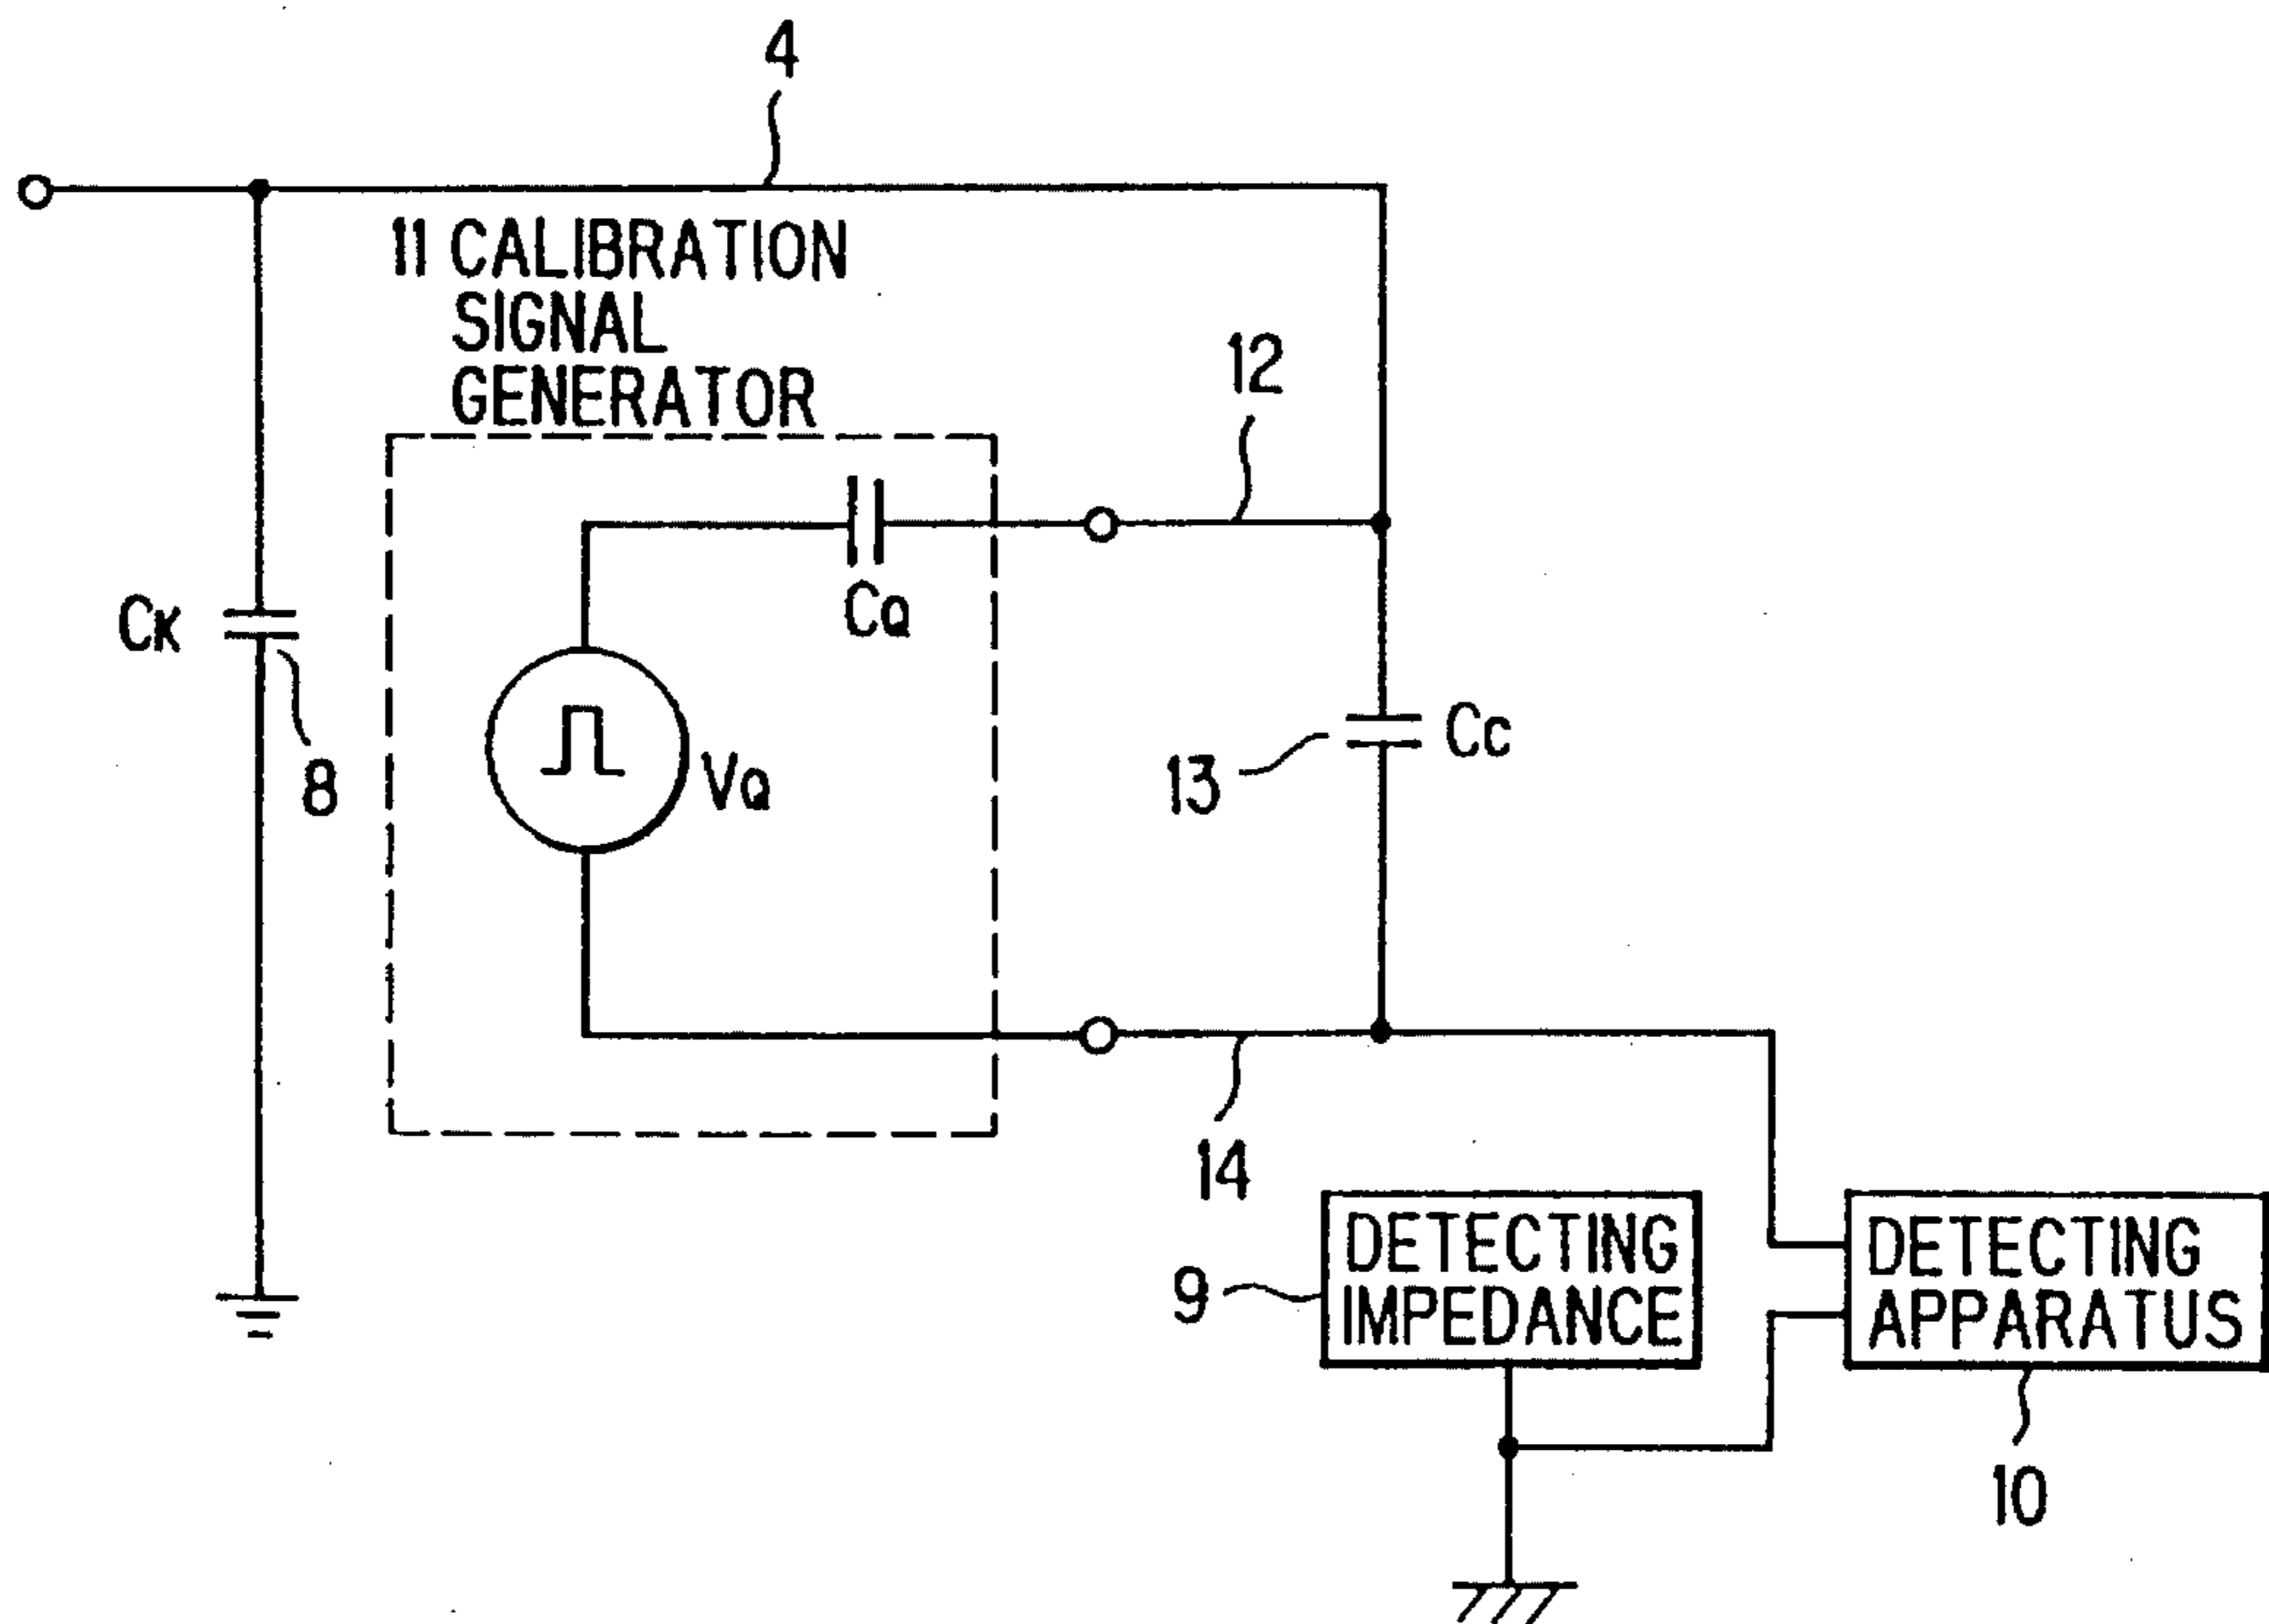 4
11 CALIBRATION
SIGNAL
GENERATOR
12
CK
CQ
8
VQ
13
CC
14
9
DETECTING
IMPEDANCE
DETECTING
APPARATUS
10